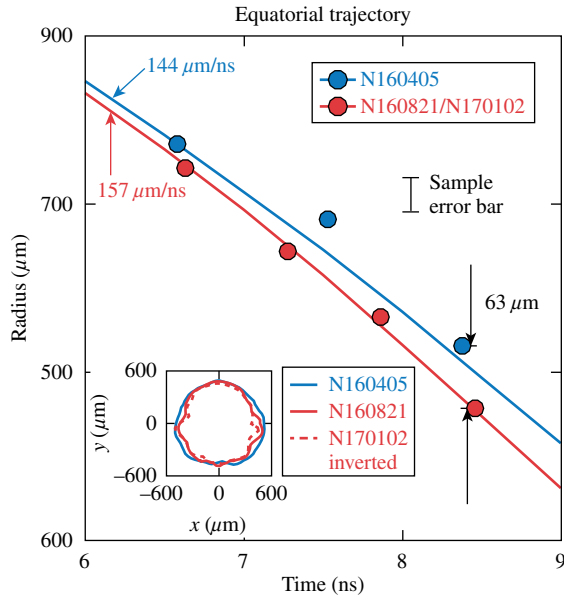 Equatorial trajectory
900
700
500
600
Radius (μm)
6
7
8
9
Time (ns)
144 μm/ns
157 μm/ns
N160405
N160821/N170102
Sample
error bar
63 μm
600
0
–600
y (μm)
–600
0
600
x (μm)
N160405
N160821
N170102
inverted